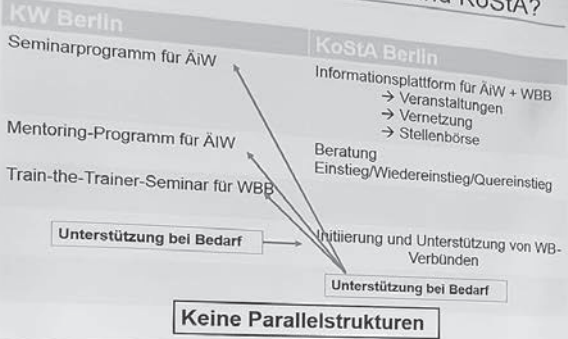 KoStA?
KW Berlin
Seminarprogramm für ÄiW
Mentoring-Programm für ÄIW
Train-the-Trainer-Seminar für WBB
Unterstützung bei Bedarf
KoStA Berlin
Informationsplattform für ÄiW + WBB
→ Veranstaltungen
→ Vernetzung
→ Stellenbörse
Beratung
Einstieg/Wiedereinstieg/Quereinstieg
Initiierung und Unterstützung von WB-
Verbünden
Unterstützung bei Bedarf
Keine Parallelstrukturen